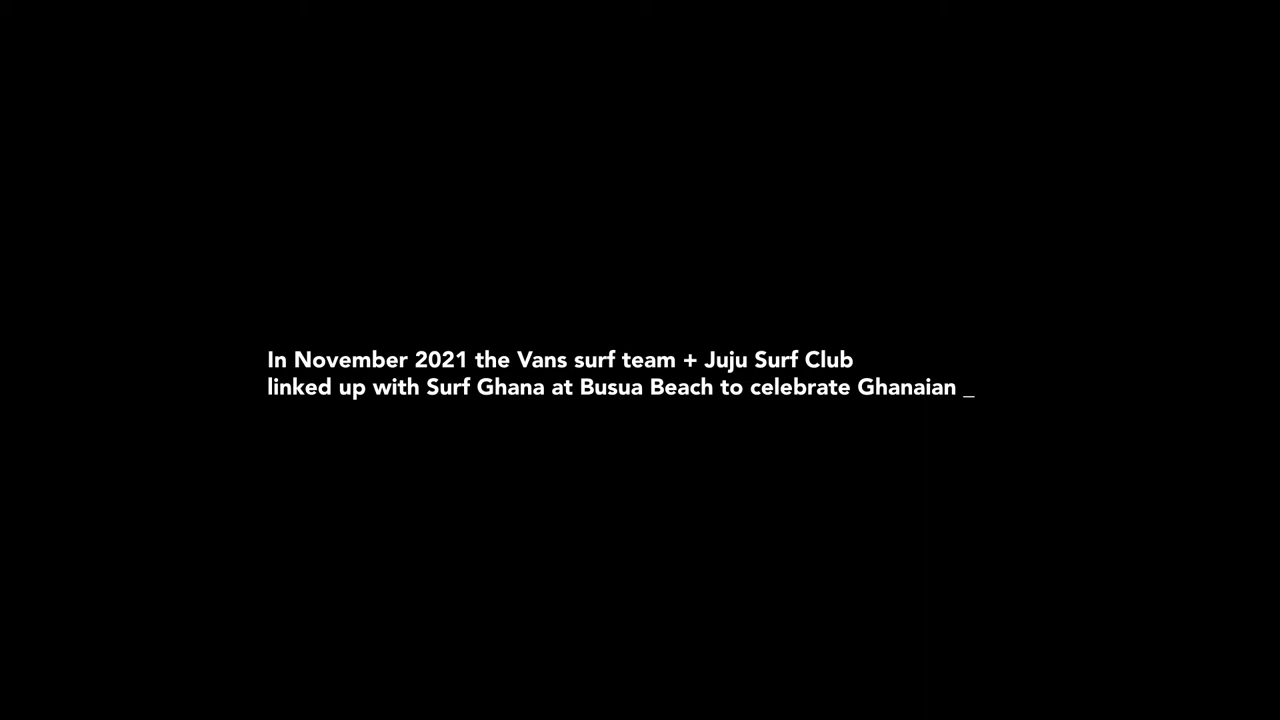 In November 2021 the Vans surf team + Juju Surf Club
linked up with Surf Ghana at Busua Beach to celebrate Ghanaian _